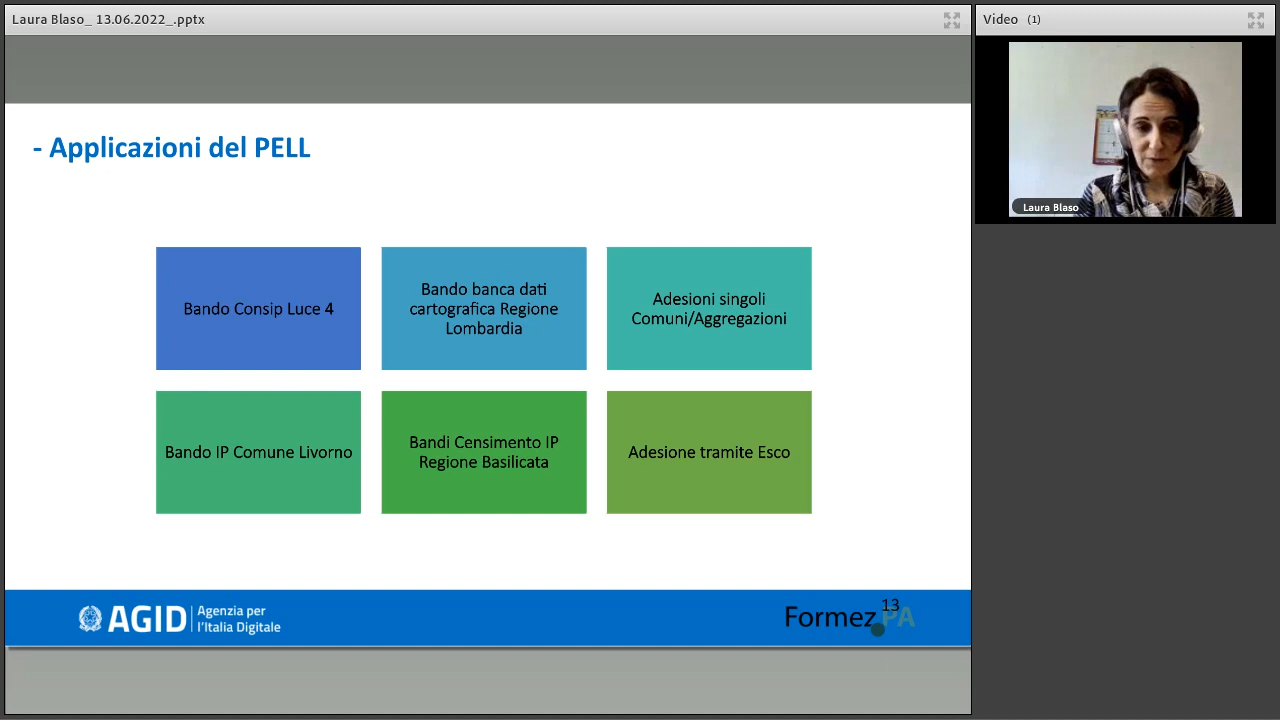 Laura Blaso_ 13.06.2022_.pptx
Video (1)
Laura Blaso
- Applicazioni del PELL
Bando Consip Luce 4
Bando banca dati
cartografica Regione
Lombardia
Adesioni singoli
Comuni/Aggregazioni
Bando IP Comune Livorno
Bandi Censimento IP
Regione Basilicata
Adesione tramite Esco
AGID
Agenzia per
l'Italia Digitale
13
Formez PA